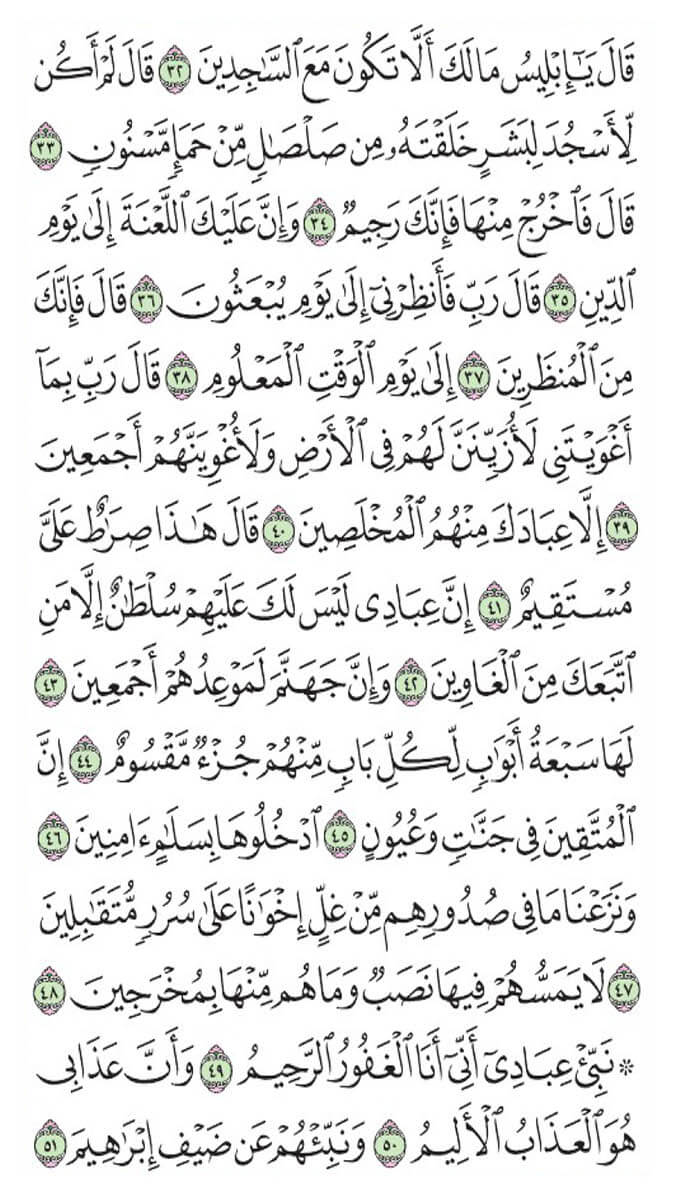 قَالَ يَٰٓإِبْلِيسُ مَا لَكَ أَلَّا تَكُونَ مَعَ ٱلسَّٰجِدِينَ ٣٢ قَالَ لَمْ أَكُن
لِّأَسْجُدَ لِبَشَرٍ خَلَقْتَهُۥ مِن صَلْصَٰلٍ مِّنْ حَمَإٍ مَّسْنُونٍ ٣٣
قَالَ فَٱخْرُجْ مِنْهَا فَإِنَّكَ رَجِيمٌ ٣٤ وَإِنَّ عَلَيْكَ ٱللَّعْنَةَ إِلَىٰ يَوْمِ
ٱلدِّينِ ٣٥ قَالَ رَبِّ فَأَنظِرْنِىٓ إِلَىٰ يَوْمِ يُبْعَثُونَ ٣٦ قَالَ فَإِنَّكَ
مِنَ ٱلْمُنظَرِينَ ٣٧ إِلَىٰ يَوْمِ ٱلْوَقْتِ ٱلْمَعْلُومِ ٣٨ قَالَ رَبِّ بِمَآ
أَغْوَيْتَنِى لَأُزَيِّنَنَّ لَهُمْ فِى ٱلْأَرْضِ وَلَأُغْوِيَنَّهُمْ أَجْمَعِينَ
٣٩ إِلَّا عِبَادَكَ مِنْهُمُ ٱلْمُخْلَصِينَ ٤٠ قَالَ هَٰذَا صِرَٰطٌ عَلَىَّ
مُسْتَقِيمٌ ٤١ إِنَّ عِبَادِى لَيْسَ لَكَ عَلَيْهِمْ سُلْطَٰنٌ إِلَّا مَنِ
ٱتَّبَعَكَ مِنَ ٱلْغَاوِينَ ٤٢ وَإِنَّ جَهَنَّمَ لَمَوْعِدُهُمْ أَجْمَعِينَ ٤٣
لَهَا سَبْعَةُ أَبْوَٰبٍ لِّكُلِّ بَابٍ مِّنْهُمْ جُزْءٌ مَّقْسُومٌ ٤٤ إِنَّ
ٱلْمُتَّقِينَ فِى جَنَّٰتٍ وَعُيُونٍ ٤٥ ٱدْخُلُوهَا بِسَلَٰمٍ ءَامِنِينَ ٤٦
وَنَزَعْنَا مَا فِى صُدُورِهِم مِّنْ غِلٍّ إِخْوَٰنًا عَلَىٰ سُرُرٍ مُّتَقَٰبِلِينَ
٤٧ لَا يَمَسُّهُمْ فِيهَا نَصَبٌ وَمَا هُم مِّنْهَا بِمُخْرَجِينَ ٤٨
۞ نَبِّئْ عِبَادِىٓ أَنِّىٓ أَنَا ٱلْغَفُورُ ٱلرَّحِيمُ ٤٩ وَأَنَّ عَذَابِى
هُوَ ٱلْعَذَابُ ٱلْأَلِيمُ ٥٠ وَنَبِّئْهُمْ عَن ضَيْفِ إِبْرَٰهِيمَ ٥١